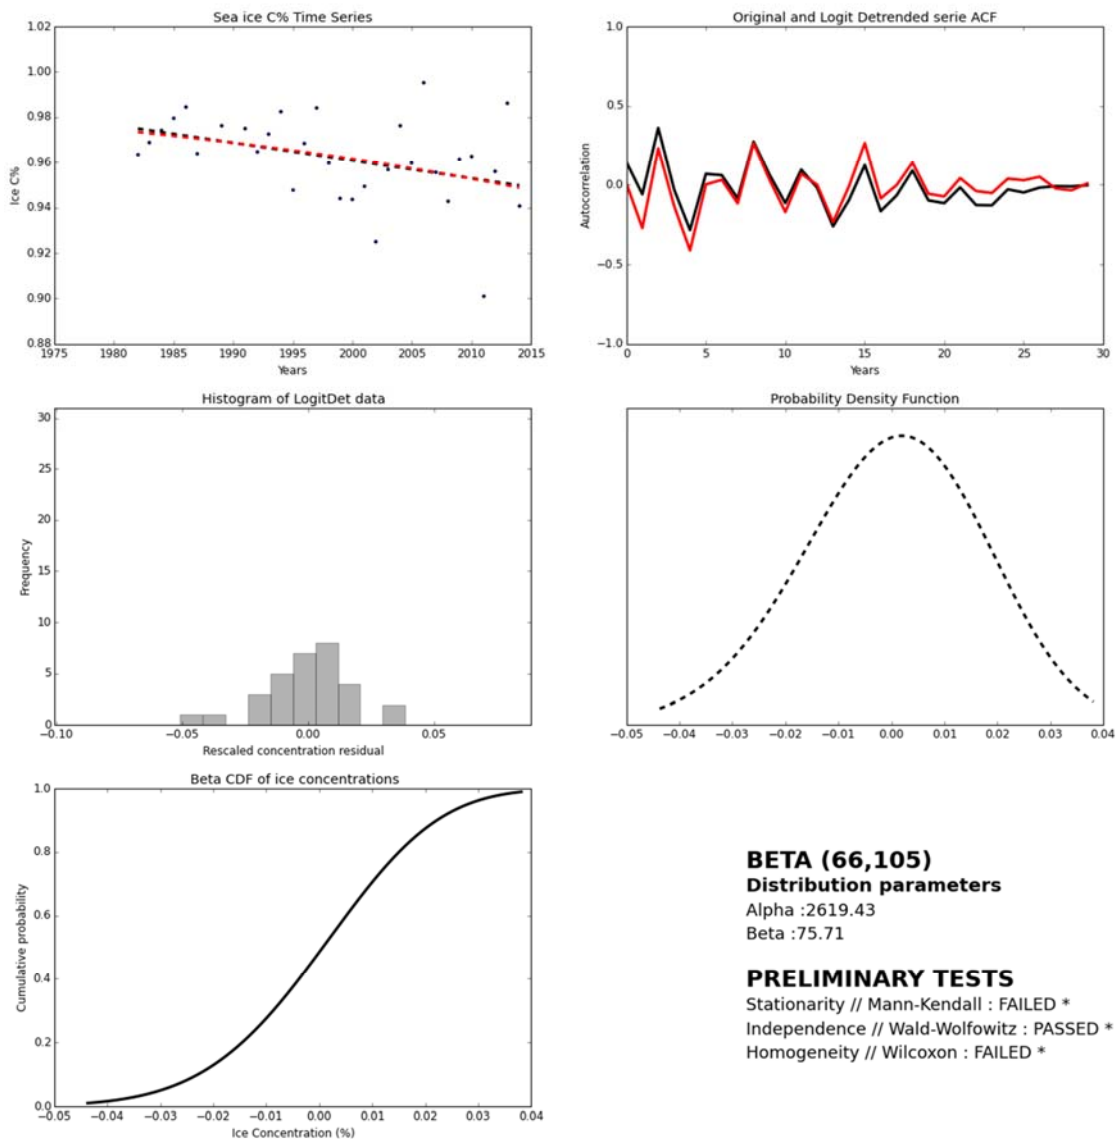 Sea ice C% Time Series
1.02
1.00
0.98
0.96
0.94
0.92
0.90
0.88
Ice C%
1975 1980 1985 1990 1995 2000 2005 2010 2015
Years
Original and Logit Detrended serie ACF
1.0
0.5
0.0
−0.5
−1.0
Autocorrelation
0 5 10 15 20 25 30
Years
Histogram of LogitDet data
30
25
20
15
10
5
0
Frequency
−0.10 −0.05 0.00 0.05
Rescaled concentration residual
Probability Density Function
−0.05 −0.04 −0.03 −0.02 −0.01 0.00 0.01 0.02 0.03 0.04
Beta CDF of ice concentrations
1.0
0.8
0.6
0.4
0.2
0.0
Cumulative probability
−0.05 −0.04 −0.03 −0.02 −0.01 0.00 0.01 0.02 0.03 0.04
Ice Concentration (%)
BETA (66,105)
Distribution parameters
Alpha :2619.43
Beta :75.71
PRELIMINARY TESTS
Stationarity // Mann-Kendall : FAILED *
Independence // Wald-Wolfowitz : PASSED *
Homogeneity // Wilcoxon : FAILED *